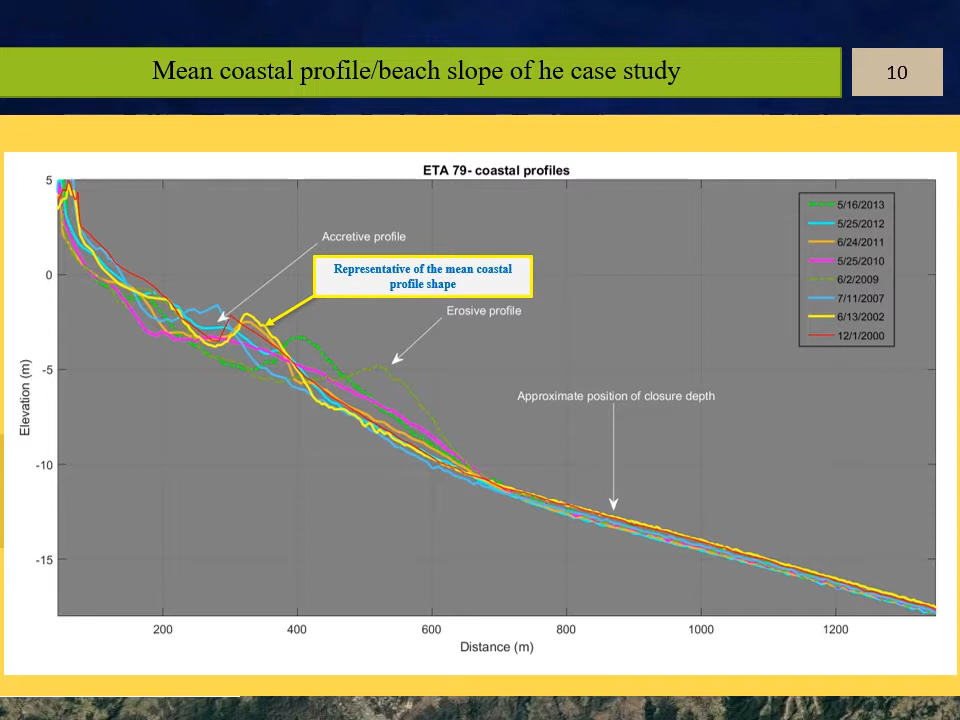 Mean coastal profile/beach slope of he case study
10
ETA 79- coastal profiles
5
0
-5
-10
-15
Elevation (m)
Accretive profile
Representative of the mean coastal
profile shape
Erosive profile
Approximate position of closure depth
5/16/2013
5/25/2012
6/24/2011
5/25/2010
6/2/2009
7/11/2007
6/13/2002
12/1/2000
200
400
600
800
1000
1200
Distance (m)